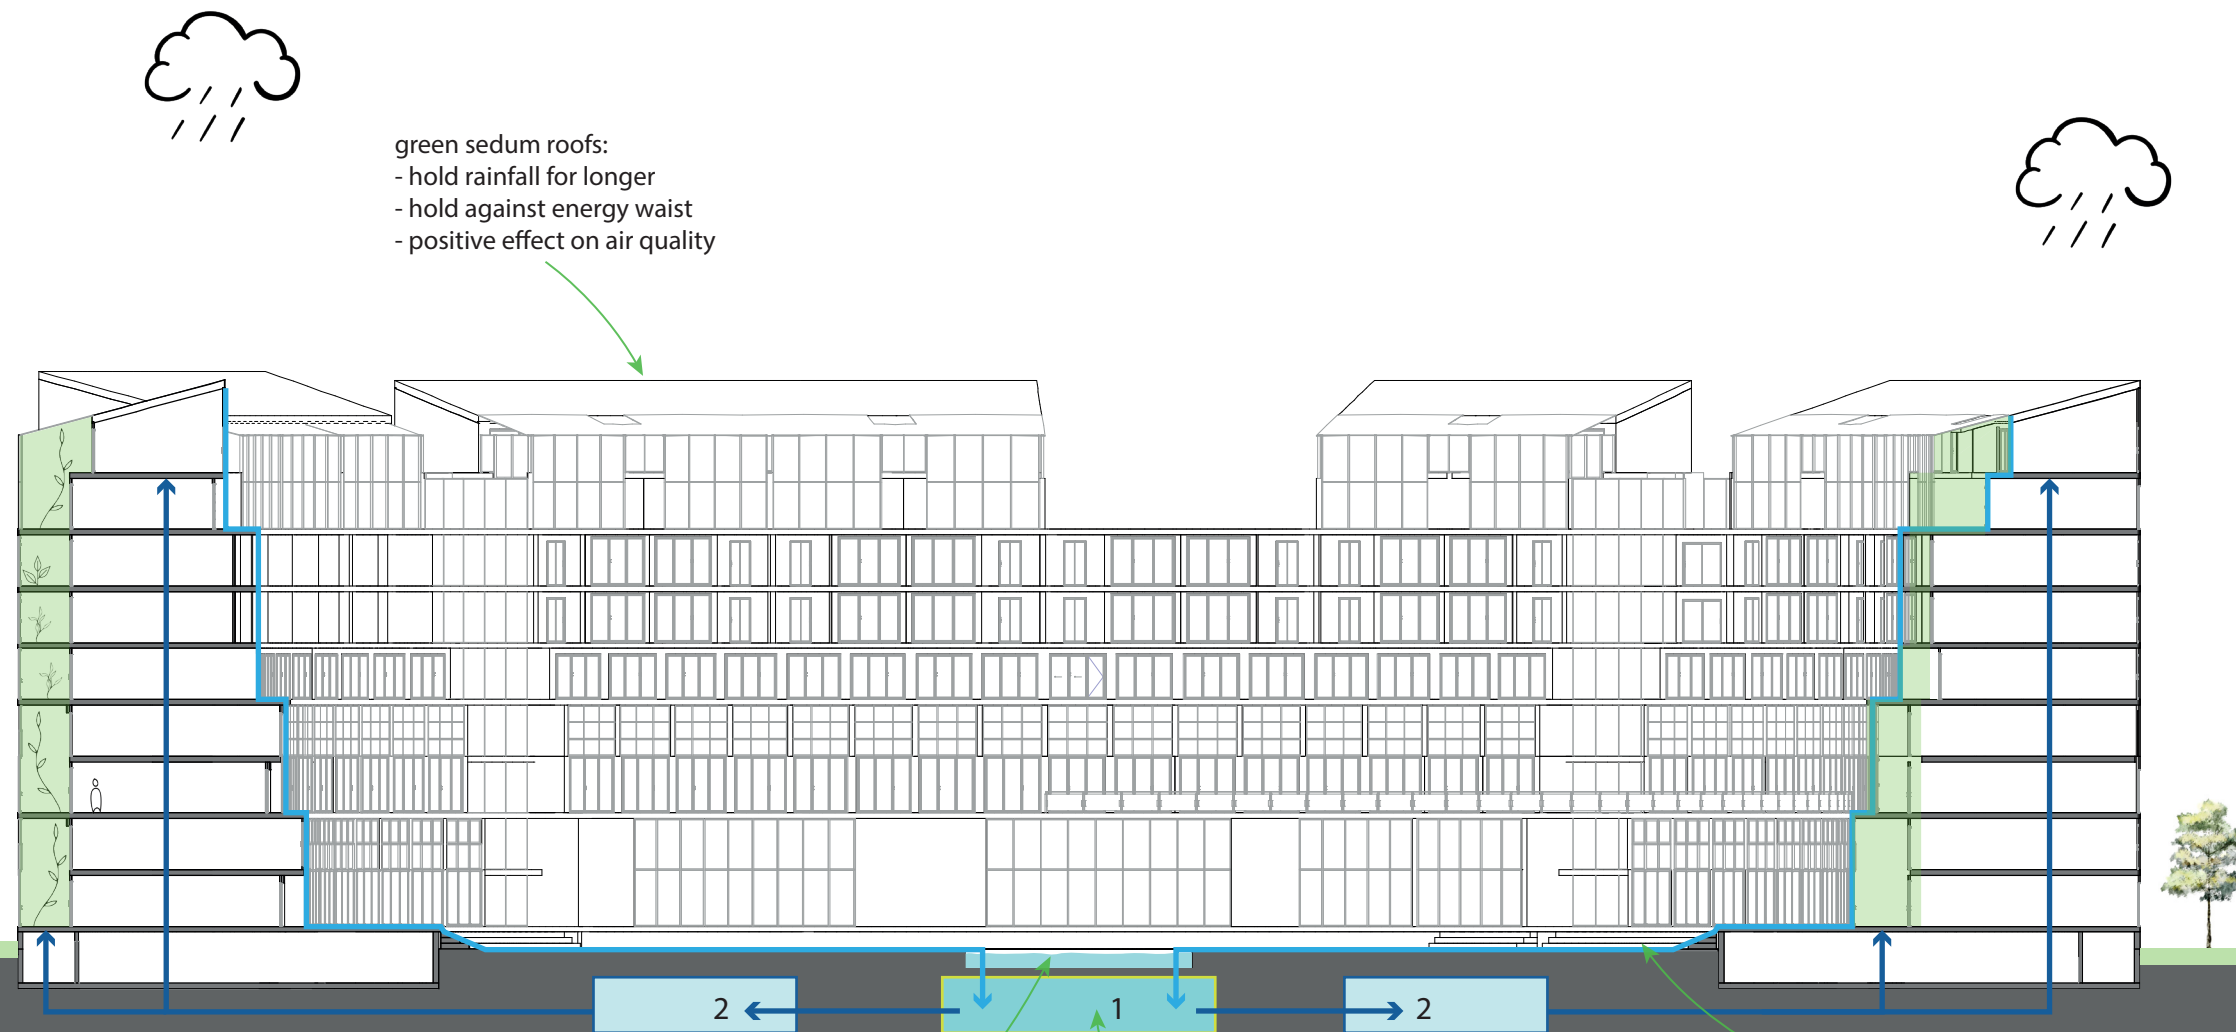 green sedum roofs:
- hold rainfall for longer
- hold against energy waist
- positive effect on air quality
2
1
2